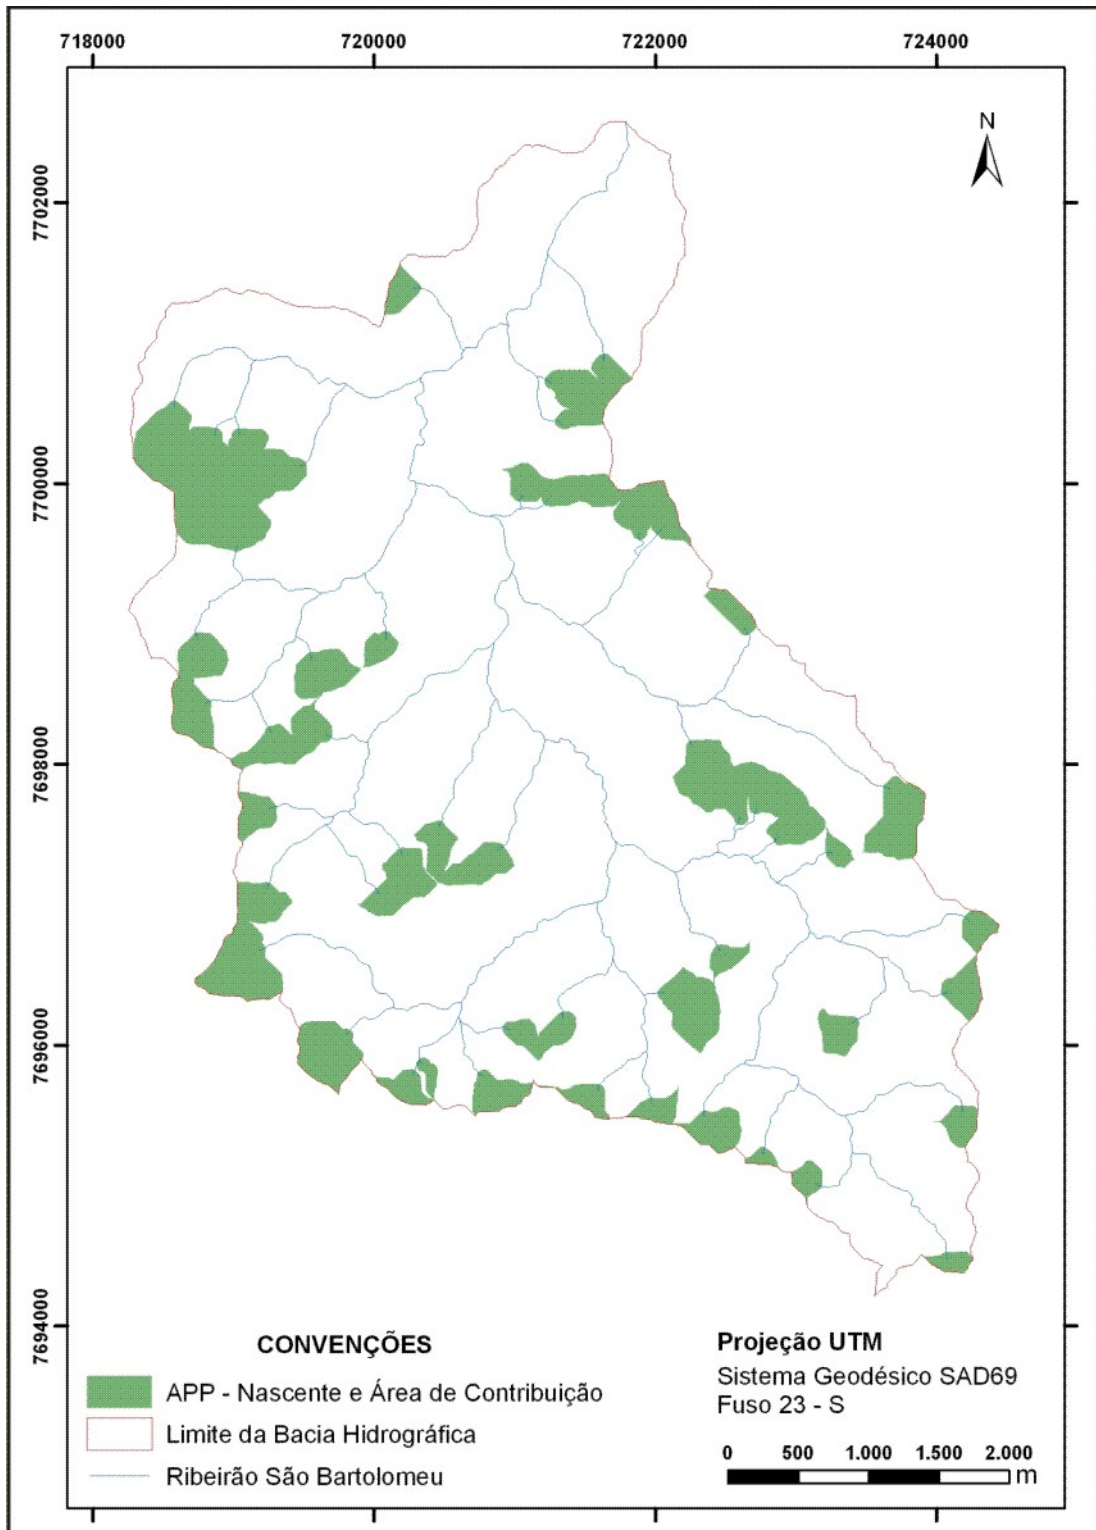 718000 720000 722000 724000
N
7702000
7700000
7698000
7696000
7694000
CONVENÇÕES
APP - Nascente e Área de Contribuição
Limite da Bacia Hidrográfica
Ribeirão São Bartolomeu
Projeção UTM
Sistema Geodésico SAD69
Fuso 23 - S
0 500 1.000 1.500 2.000
m